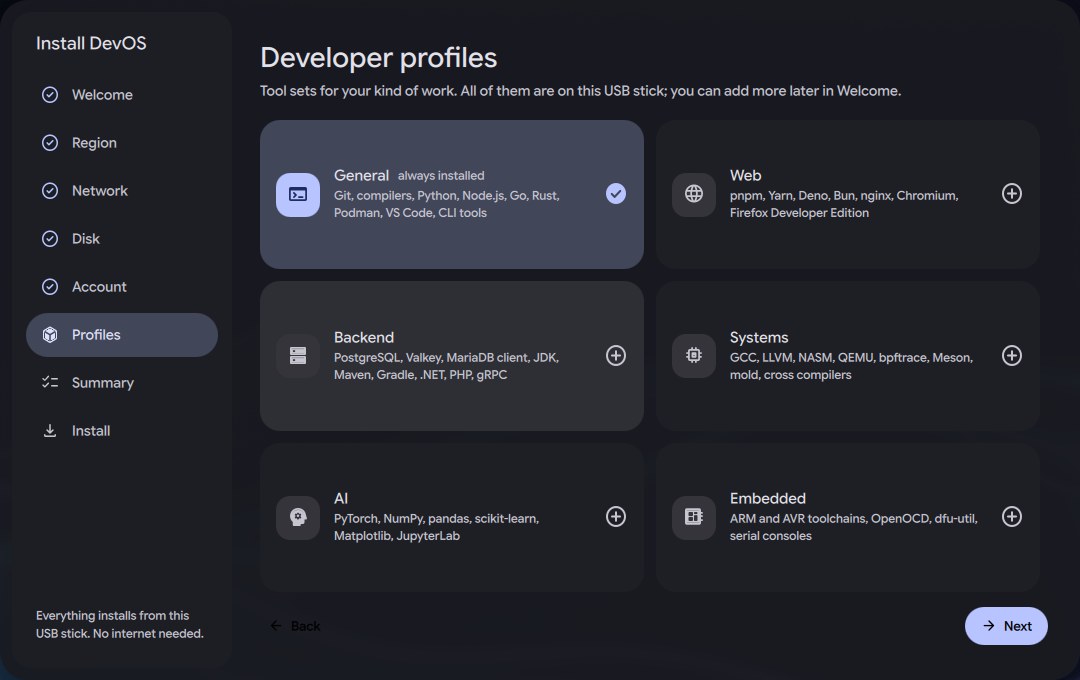 Install DevOS
Welcome
Region
Network
Disk
Account
Profiles
Summary
Install
Everything installs from this
USB stick. No internet needed.
Developer profiles
Tool sets for your kind of work. All of them are on this USB stick; you can add more later in Welcome.
General always installed
Git, compilers, Python, Node.js, Go, Rust,
Podman, VS Code, CLI tools
Web
pnpm, Yarn, Deno, Bun, nginx, Chromium,
Firefox Developer Edition
Backend
PostgreSQL, Valkey, MariaDB client, JDK,
Maven, Gradle, .NET, PHP, gRPC
Systems
GCC, LLVM, NASM, QEMU, bpftrace, Meson,
mold, cross compilers
AI
PyTorch, NumPy, pandas, scikit-learn,
Matplotlib, JupyterLab
Embedded
ARM and AVR toolchains, OpenOCD, dfu-util,
serial consoles
Back
Next